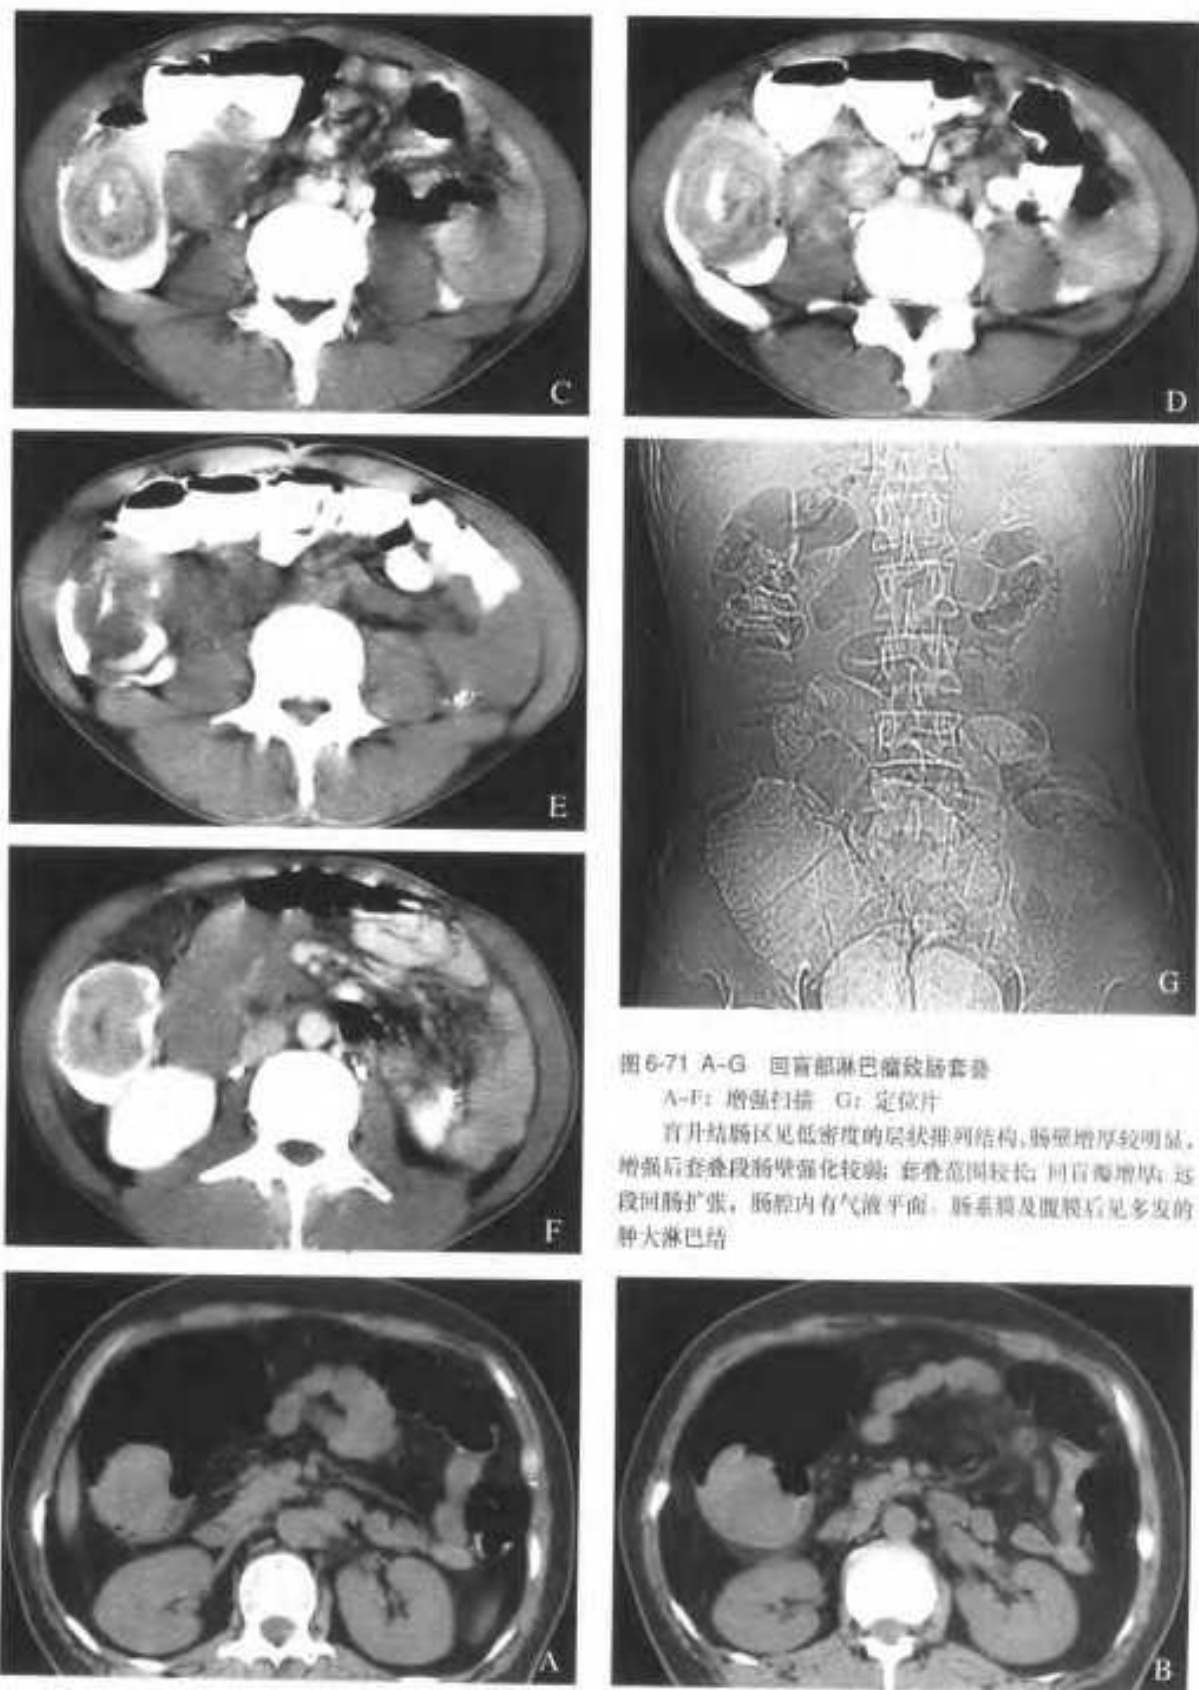 C
D
E
G
F
图6-71 A-G 回盲部淋巴瘤致肠套叠
A-F：增强扫描 G：定位片
盲升结肠区见低密度的层状排列结构，肠壁增厚较明显，
增强后套叠段肠壁强化较弱；套叠范围较长；回盲瓣增厚；远
段回肠扩张，肠腔内有气液平面。肠系膜及腹膜后见多发的
肿大淋巴结
A
B